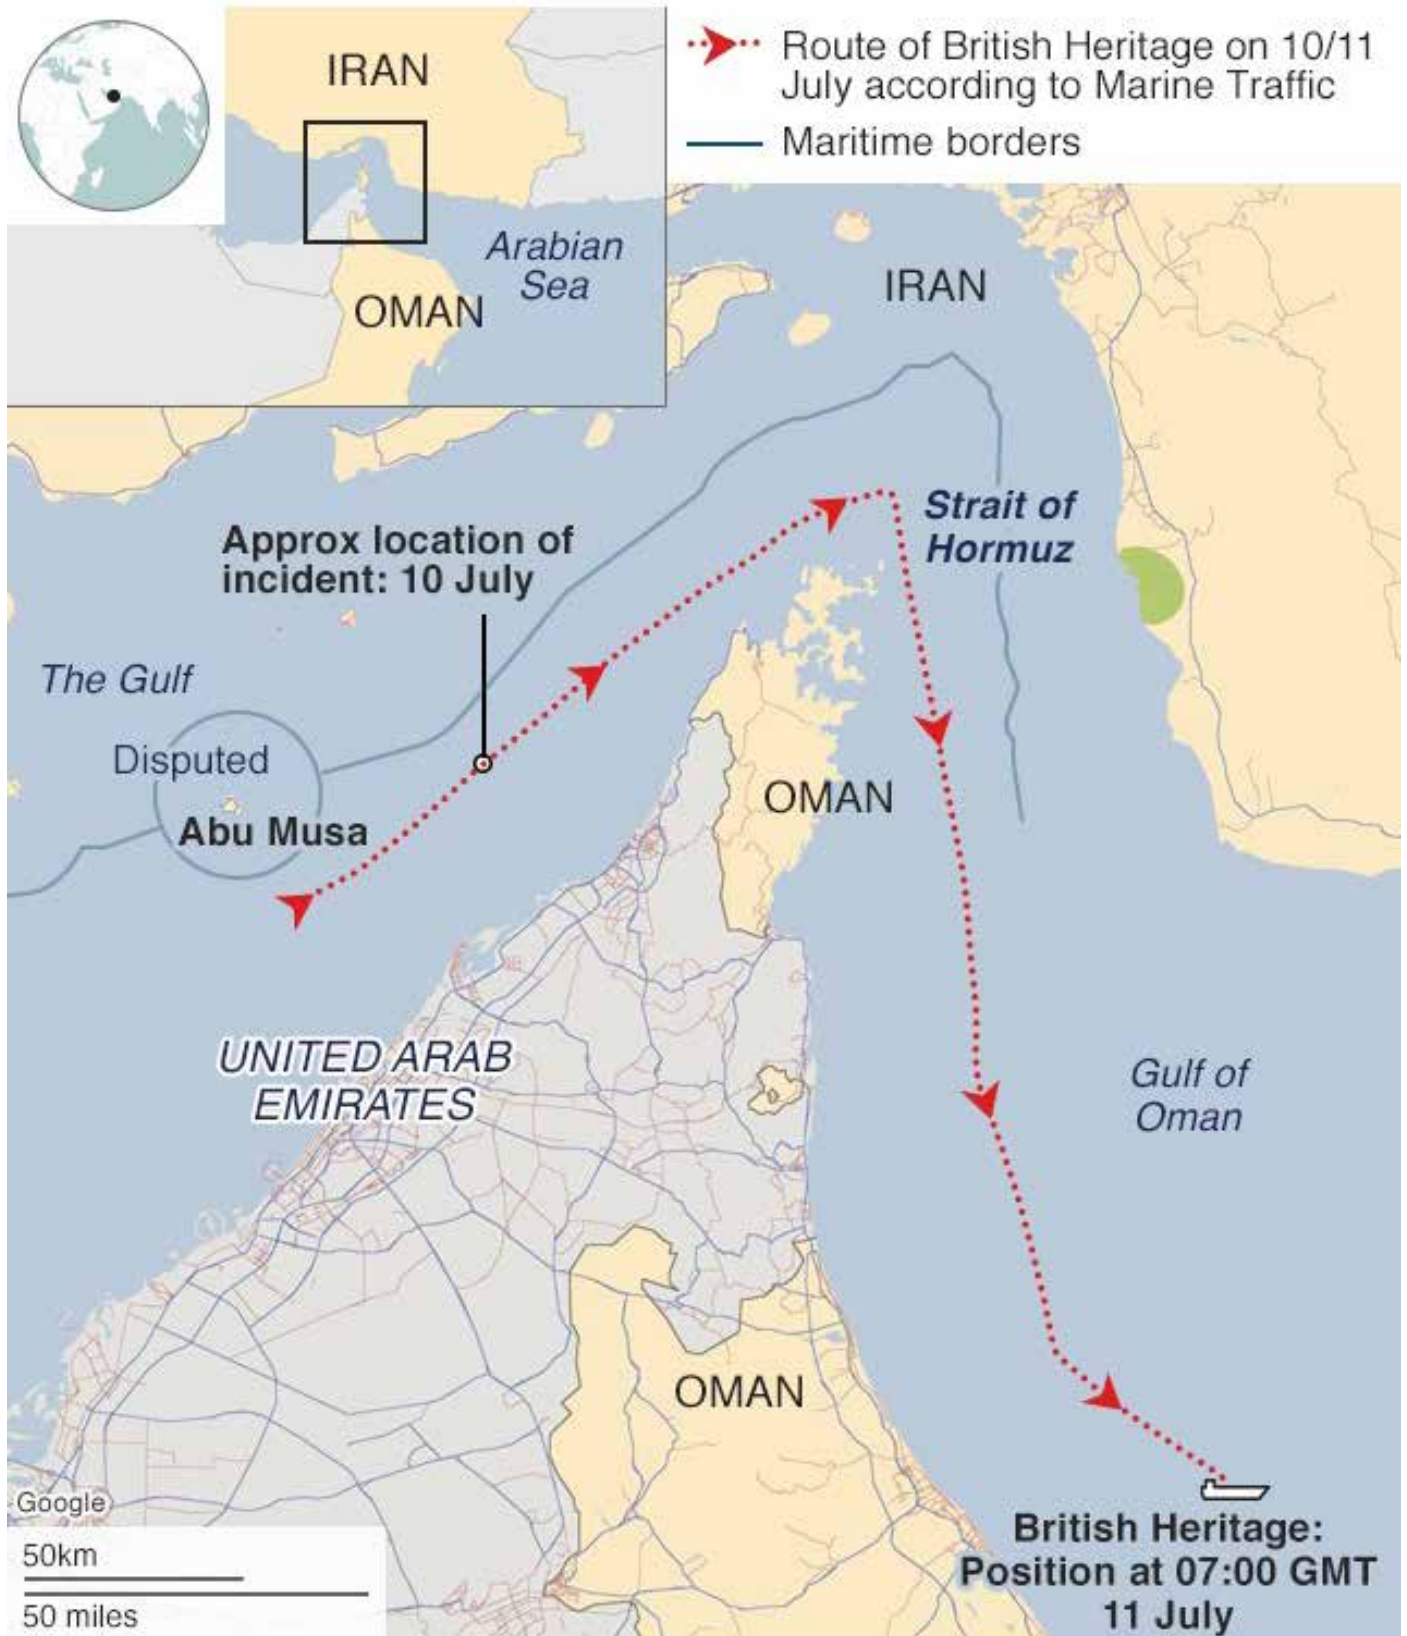 IRAN
Arabian
Sea
OMAN
Route of British Heritage on 10/11
July according to Marine Traffic
Maritime borders
IRAN
Strait of
Hormuz
Approx location of
incident: 10 July
The Gulf
Disputed
Abu Musa
OMAN
UNITED ARAB
EMIRATES
Gulf of
Oman
OMAN
Google
50km
50 miles
British Heritage:
Position at 07:00 GMT
11 July